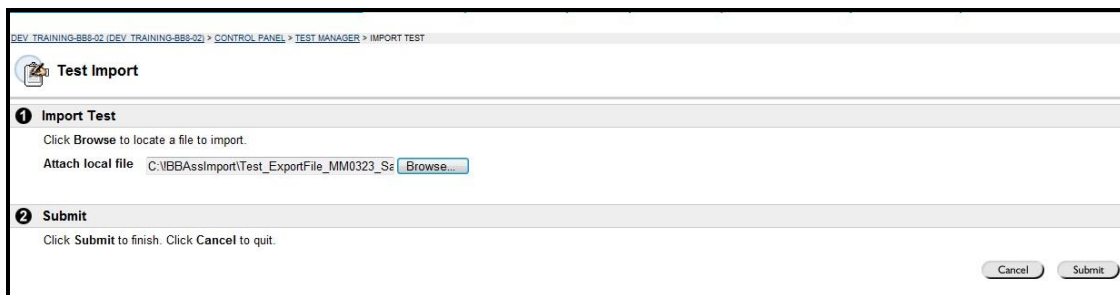 DEV_TRAINING-BB8-02 (DEV_TRAINING-BB8-02) > CONTROL PANEL > TEST MANAGER > IMPORT TEST
Test Import
1 Import Test
Click Browse to locate a file to import.
Attach local file C:\!BBAssImport\Test_ExportFile_MM0323_Sa Browse...
2 Submit
Click Submit to finish. Click Cancel to quit.
Cancel Submit